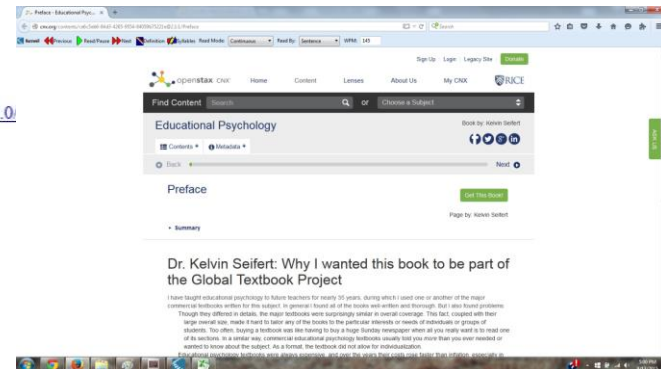 Preface - Educational Psyc...
Search
kurzweil Previous Read/Pause Next Definition Syllables Read Mode: Continuous Read By: Sentence WPM: 145
Sign Up Login Legacy Site Donate
openstax CNX Home Content Lenses About Us My CNX RICE
Find Content Search or Choose a Subject
.0/
Educational Psychology Book by: Kelvin Seifert
Contents Metadata
ASK US
Back Next
Preface
Get This Book!
Page by: Kelvin Seifert
Summary
Dr. Kelvin Seifert: Why I wanted this book to be part of
the Global Textbook Project
I have taught educational psychology to future teachers for nearly 35 years, during which I used one or another of the major
commercial textbooks written for this subject. In general I found all of the books well-written and thorough. But I also found problems:
Though they differed in details, the major textbooks were surprisingly similar in overall coverage. This fact, coupled with their
large overall size, made it hard to tailor any of the books to the particular interests or needs of individuals or groups of
students. Too often, buying a textbook was like having to buy a huge Sunday newspaper when all you really want is to read one
of its sections. In a similar way, commercial educational psychology textbooks usually told you more than you ever needed or
wanted to know about the subject. As a format, the textbook did not allow for individualization.
Educational psychology textbooks were always expensive, and over the years their costs rose faster than inflation, especially in